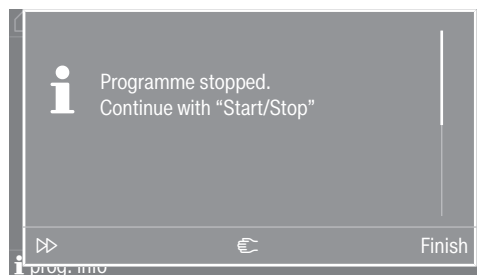 Programme stopped.
Continue with “Start/Stop”
Finish
prog. info